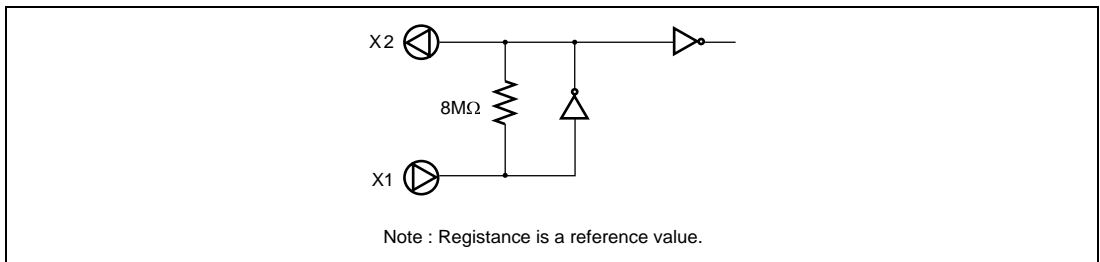 X2
8MΩ
X1
Note : Registance is a reference value.